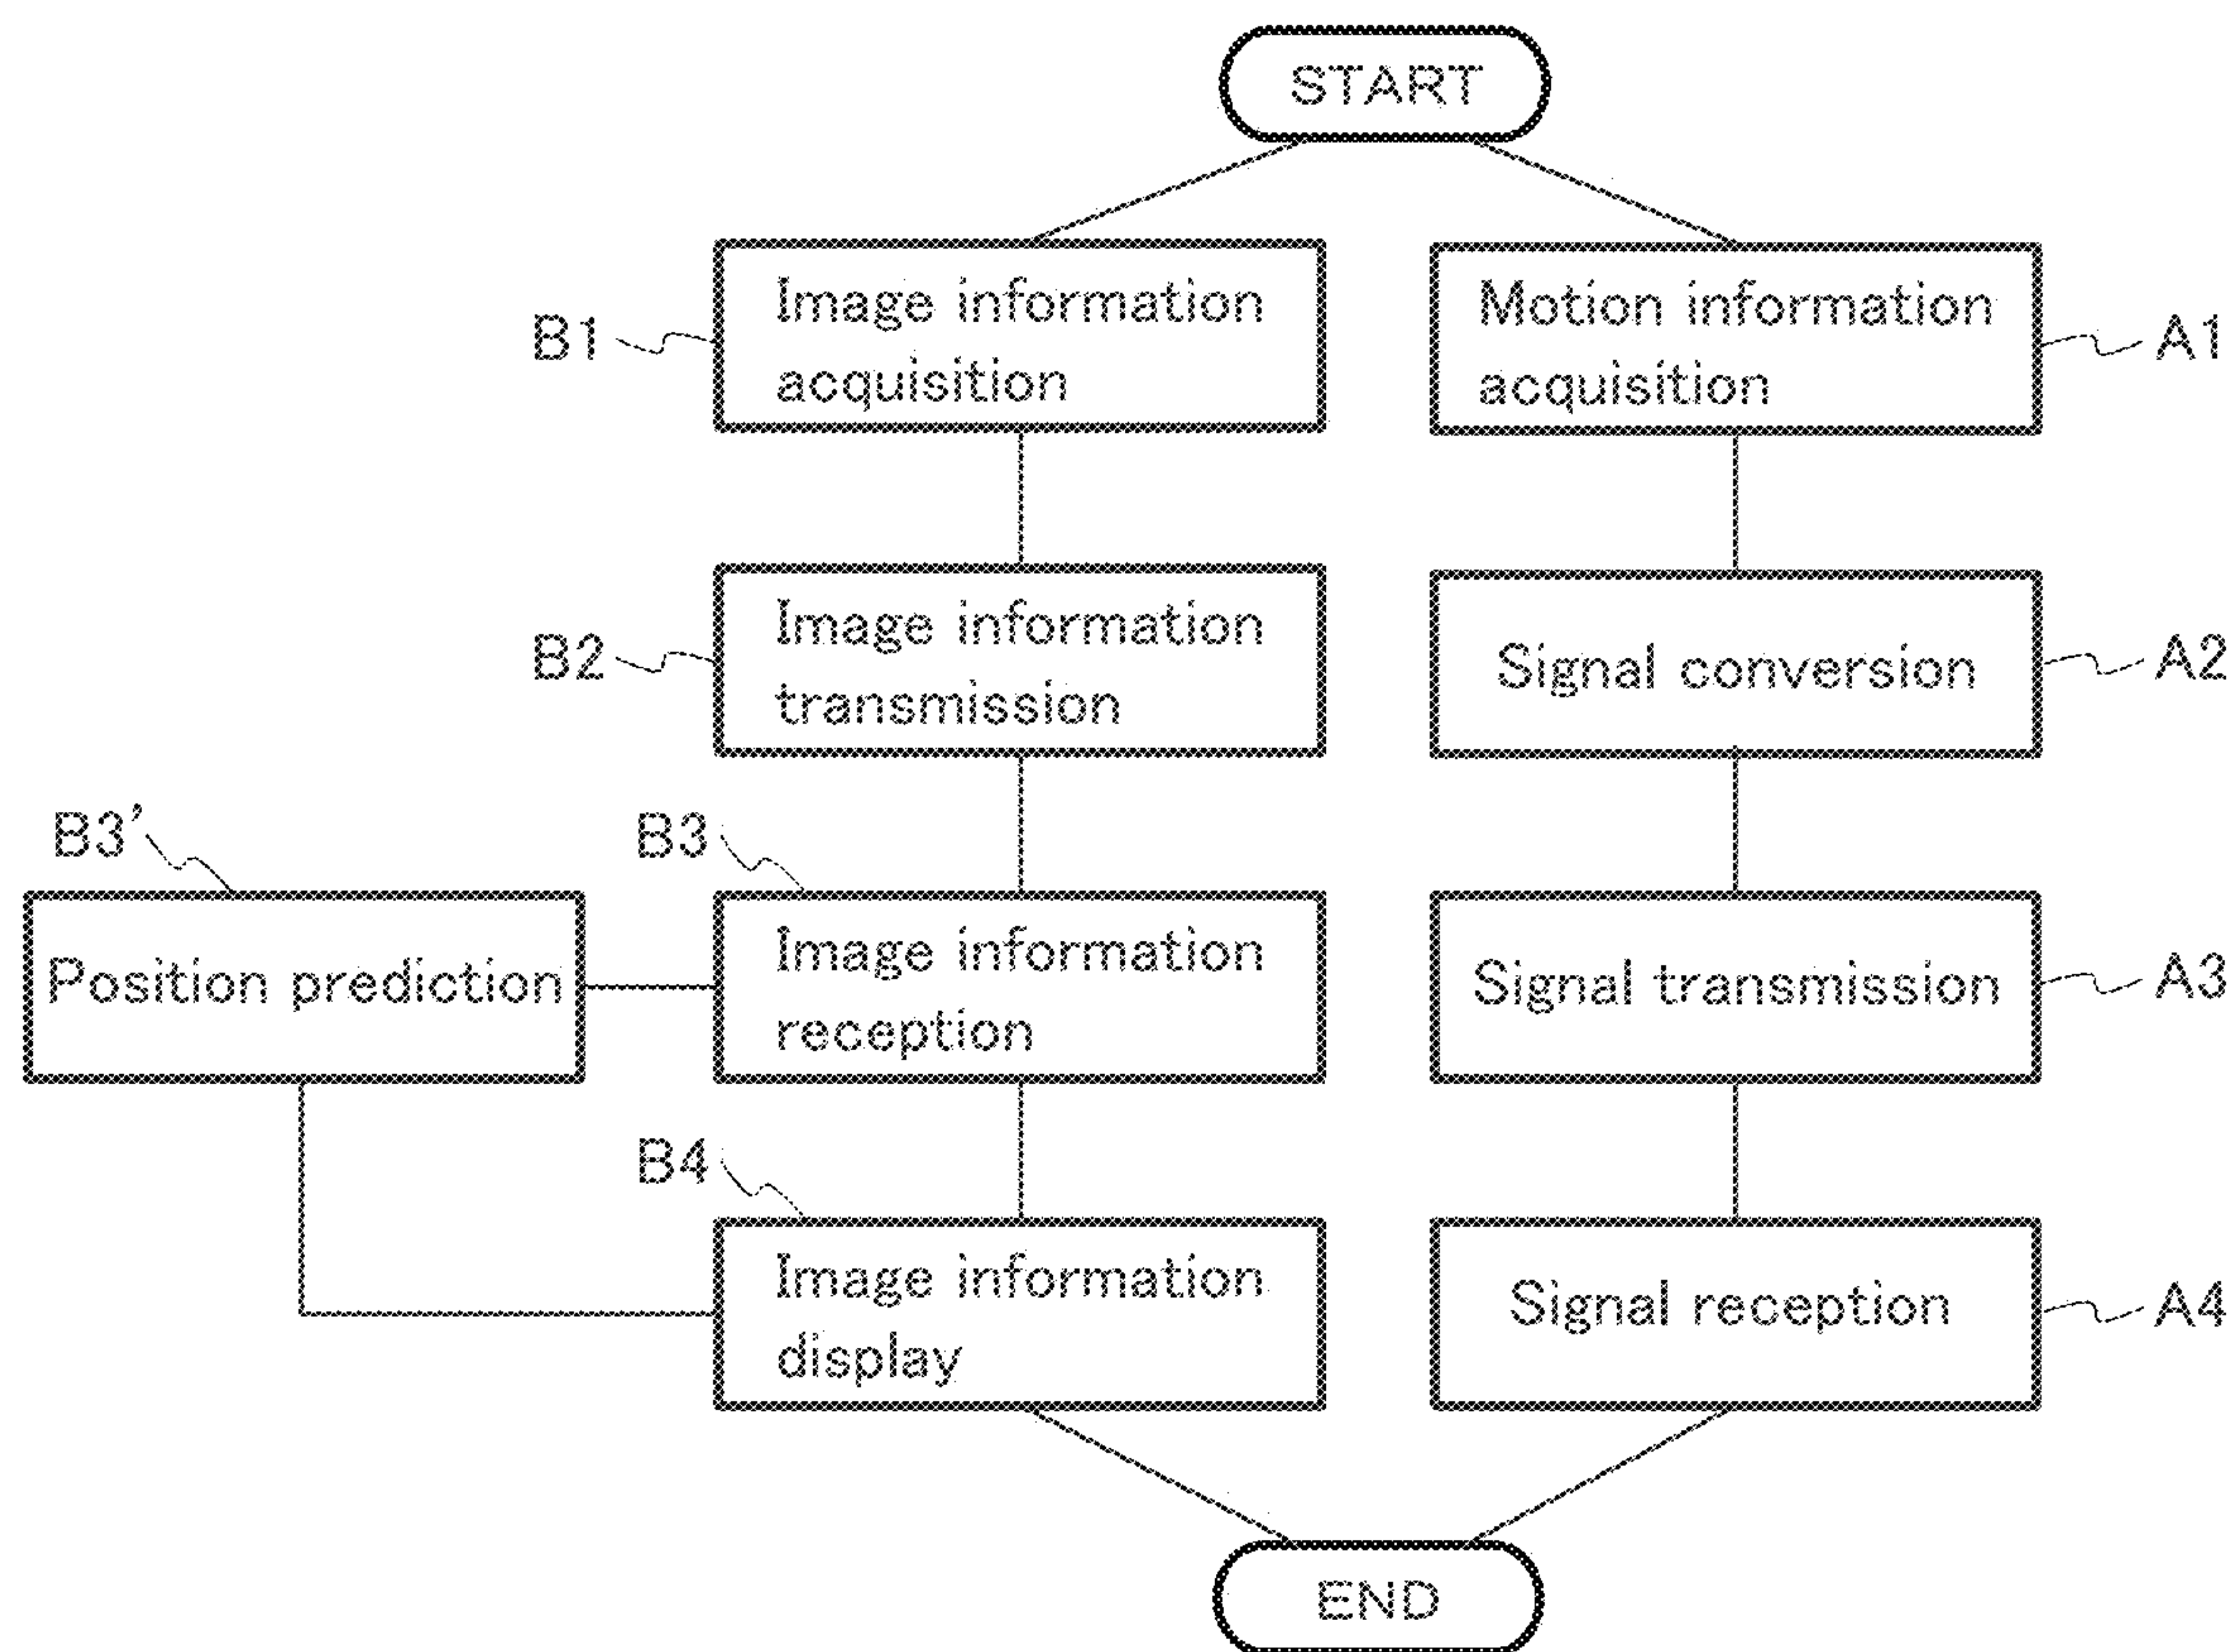 START
B1
Image information
acquisition
Motion information
acquisition
A1
B2
Image information
transmission
Signal conversion
A2
B3'
B3
Position prediction
Image information
reception
Signal transmission
A3
B4
Image information
display
Signal reception
A4
END